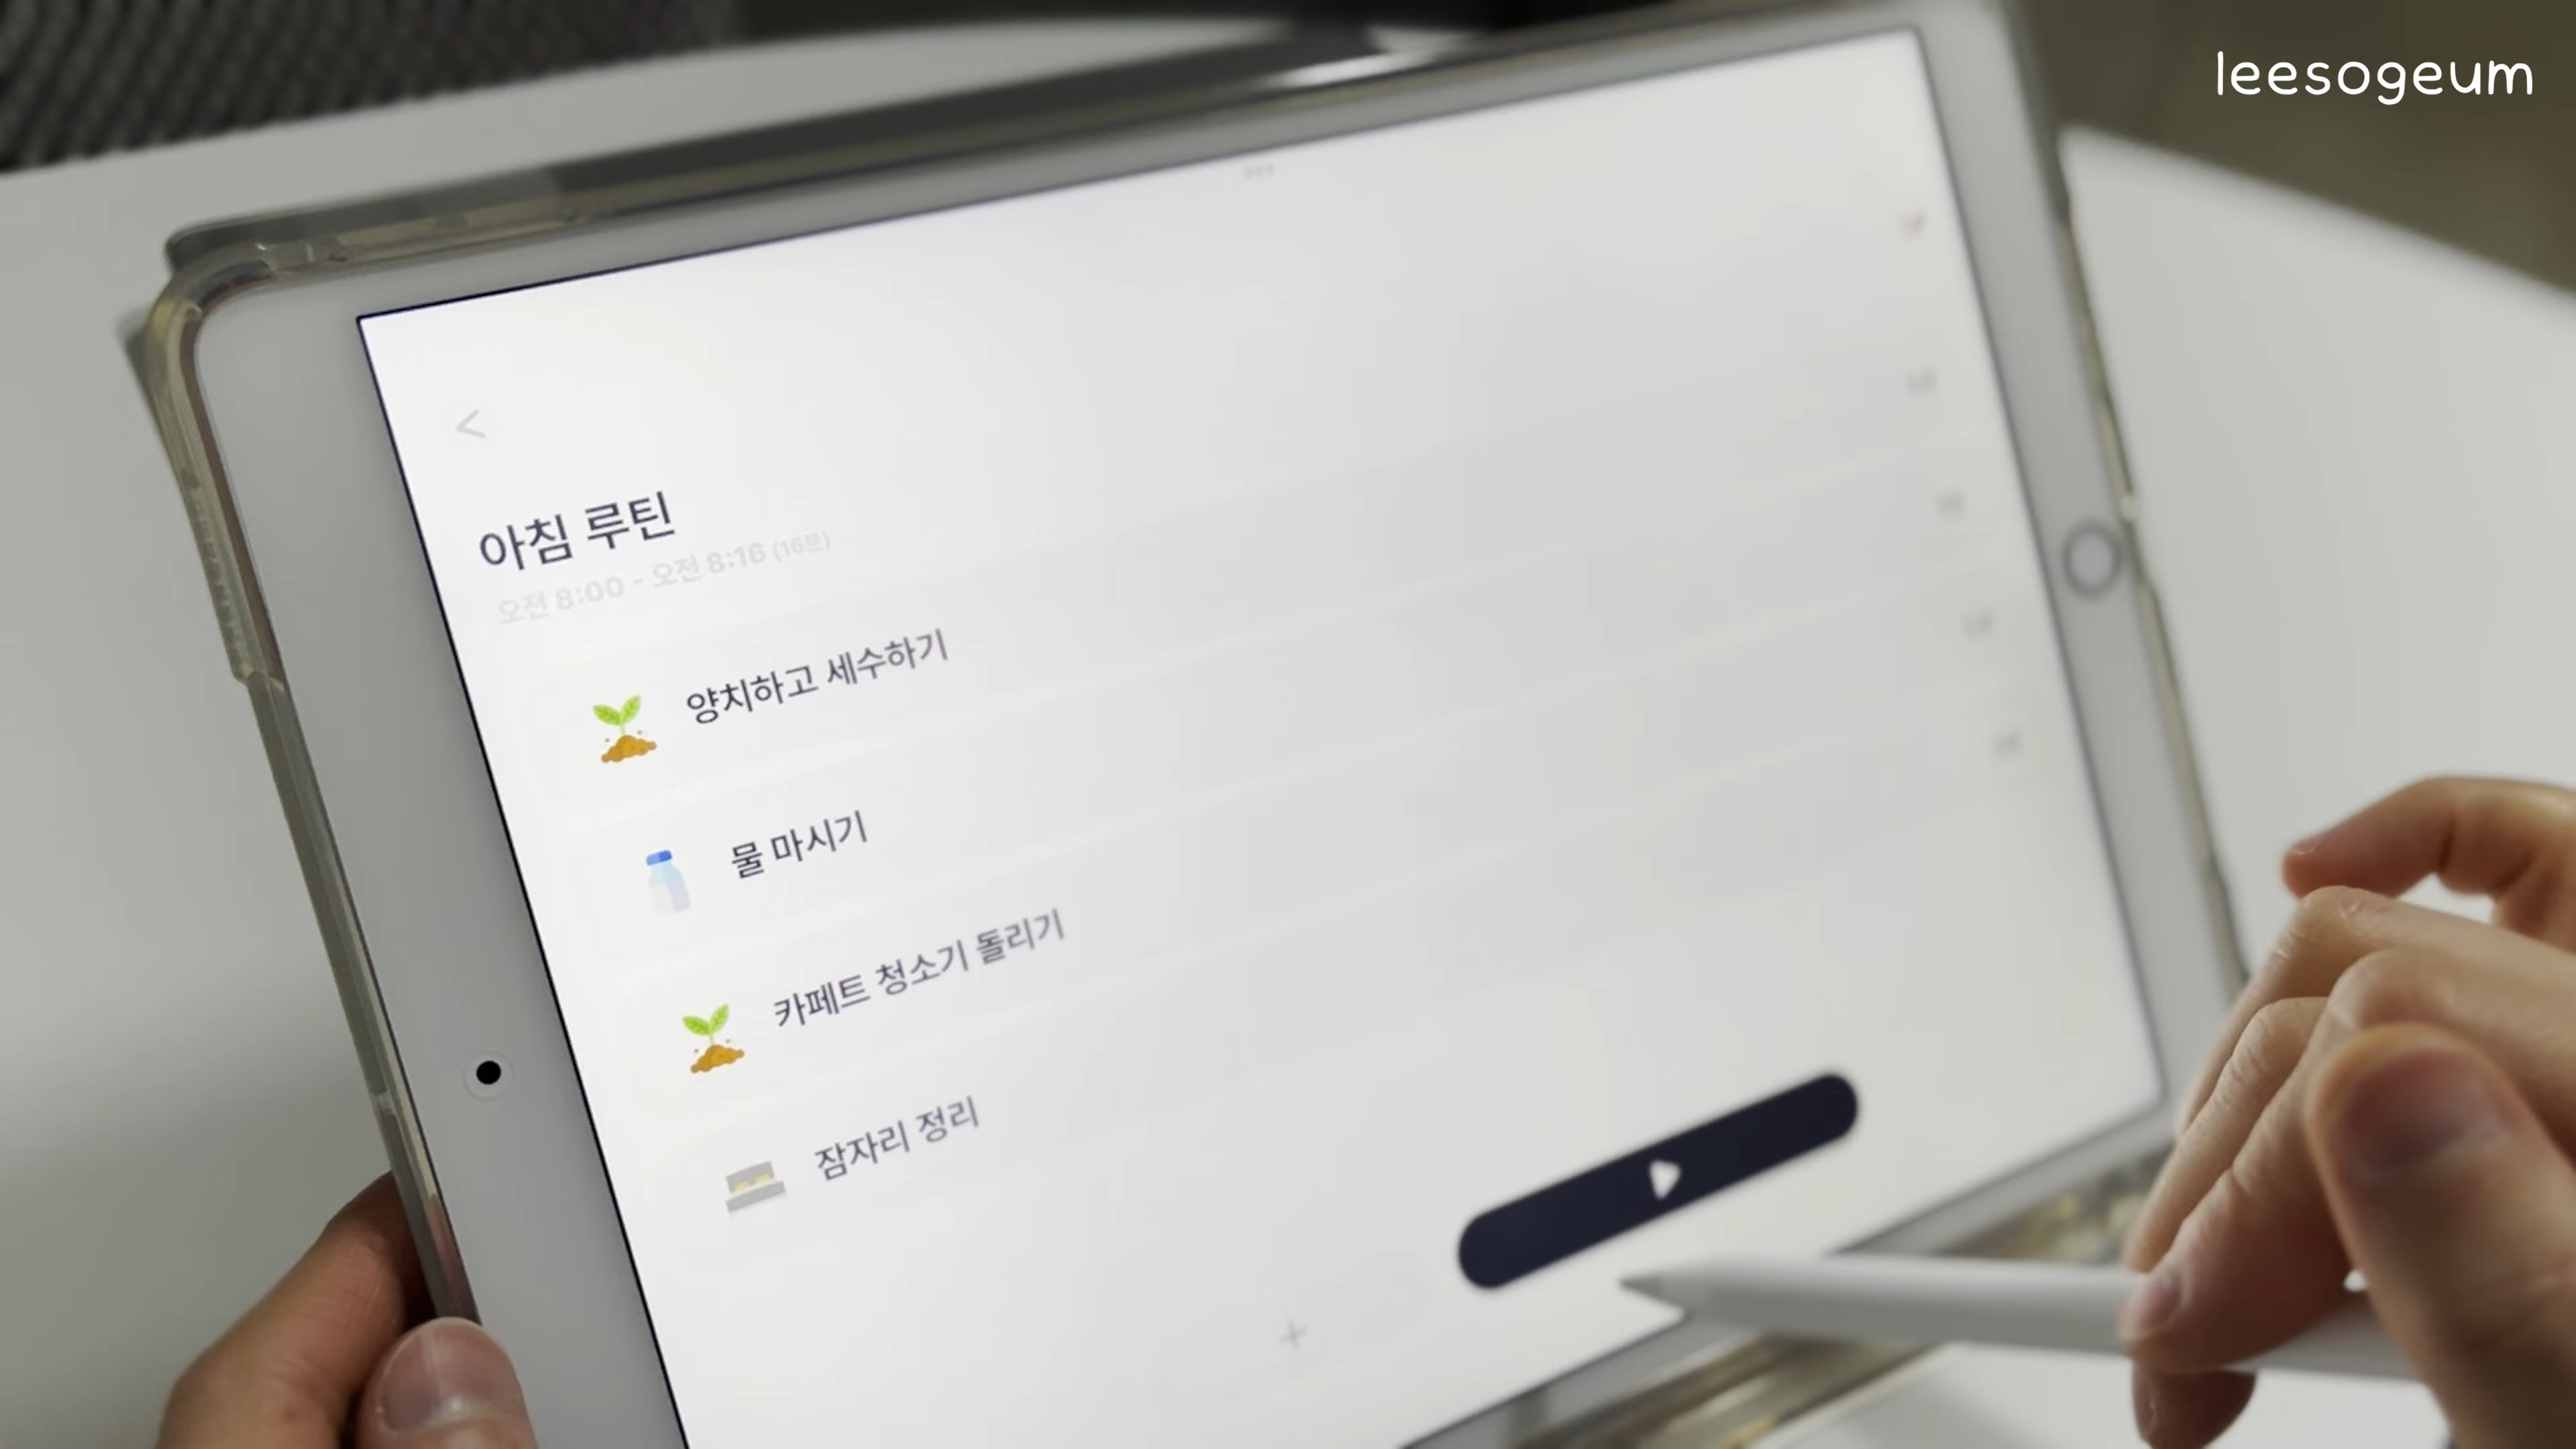 leesogeum
아침 루틴
오전 8:00 - 오전 8:16 (16분)
양치하고 세수하기
물 마시기
카페트 청소기 돌리기
잠자리 정리